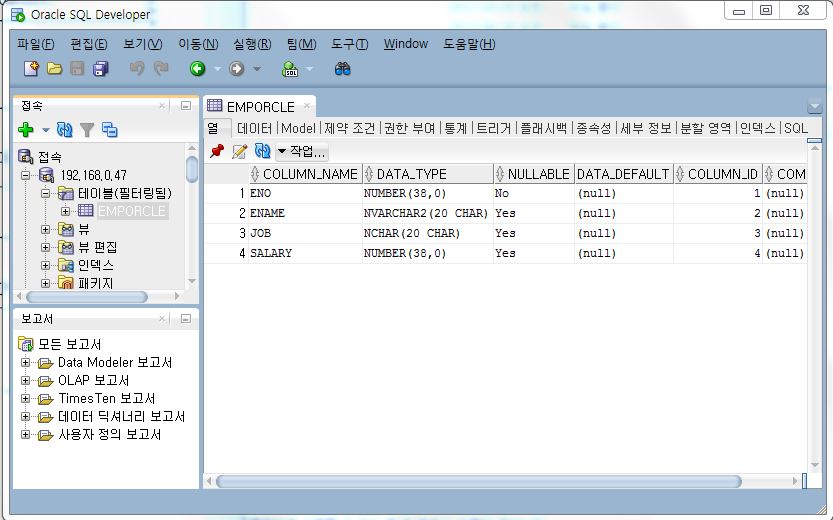 Oracle SQL Developer
파일(F) 편집(E) 보기(V) 이동(N) 실행(R) 팀(M) 도구(T) Window 도움말(H)
SQL
접속
접속
192,168,0,47
테이블(필터링됨)
EMPORCLE
뷰
뷰 편집
인덱스
패키지
보고서
모든 보고서
Data Modeler 보고서
OLAP 보고서
TimesTen 보고서
데이터 딕셔너리 보고서
사용자 정의 보고서
EMPORCLE
열 데이터 Model 제약 조건 권한 부여 통계 트리거 플래시백 종속성 세부 정보 분할 영역 인덱스 SQL
작업...
COLUMN_NAME DATA_TYPE NULLABLE DATA_DEFAULT COLUMN_ID COM
1 ENO NUMBER(38,0) No (null) 1 (null)
2 ENAME NVARCHAR2(20 CHAR) Yes (null) 2 (null)
3 JOB NCHAR(20 CHAR) Yes (null) 3 (null)
4 SALARY NUMBER(38,0) Yes (null) 4 (null)